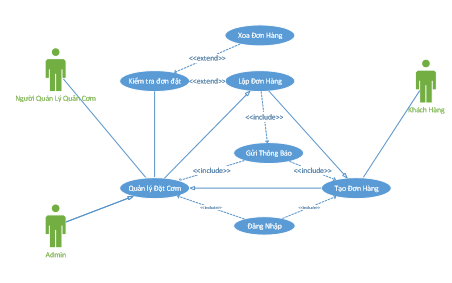 Xoa Đơn Hàng
<<extend>>
Kiểm tra đơn đặt
<<extend>>
Lập Đơn Hàng
Người Quản Lý Quán Cơm
Khách Hàng
<<include>>
Gửi Thông Báo
<<include>>
<<include>>
Quản lý Đặt Cơm
Tạo Đơn Hàng
<<include>>
<<include>>
Đăng Nhập
Admin